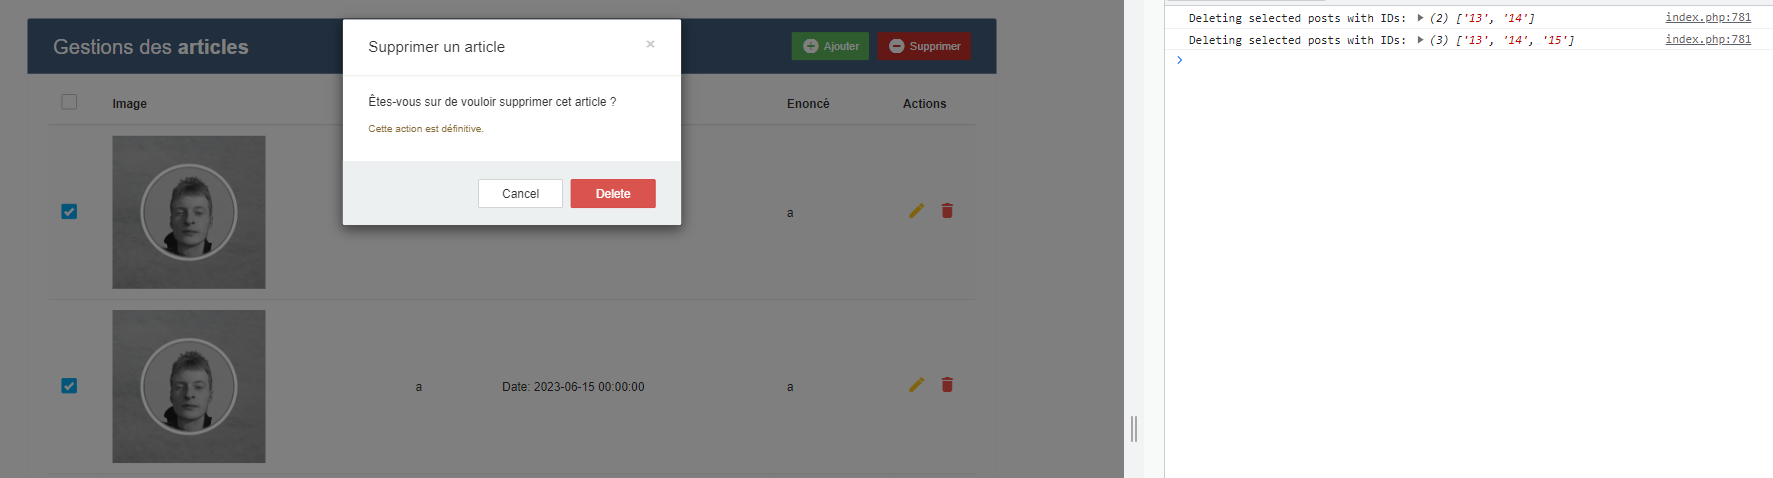 Gestions des articles
Supprimer un article
×
Ajouter
Supprimer
Êtes-vous sur de vouloir supprimer cet article ?
Cette action est définitive.
Cancel
Delete
Image
Enoncé
Actions
a
a
Date: 2023-06-15 00:00:00
a
Deleting selected posts with IDs: (2) ['13', '14']
index.php:781
Deleting selected posts with IDs: (3) ['13', '14', '15']
index.php:781